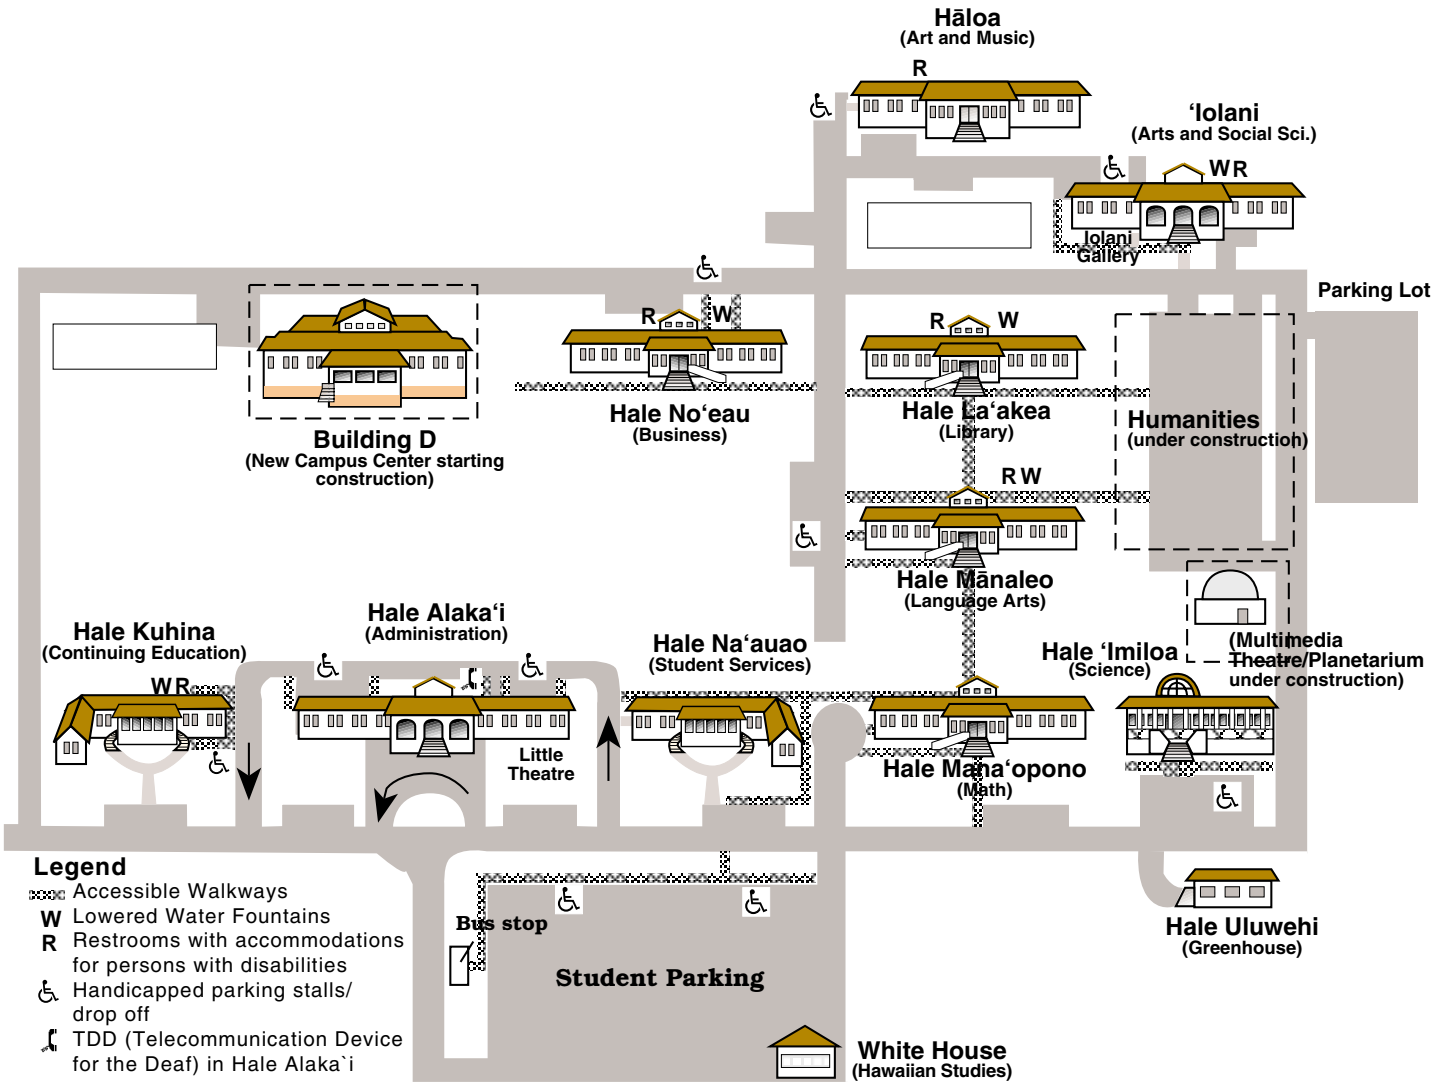 Hāloa
(Art and Music)
R
ʻIolani
(Arts and Social Sci.)
W R
Iolani
Gallery
Parking Lot
R W
R W
Building D
(New Campus Center starting
construction)
Hale Noʻeau
(Business)
Hale Laʻakea
(Library)
Humanities
(under construction)
R W
Hale Mānaleo
(Language Arts)
Hale Kuhina
(Continuing Education)
W R
Hale Alakaʻi
(Administration)
Little
Theatre
Hale Naʻauao
(Student Services)
Hale ʻImiloa
(Science)
(Multimedia
Theatre/Planetarium
under construction)
Hale Manaʻopono
(Math)
Legend
Accessible Walkways
W Lowered Water Fountains
R Restrooms with accommodations
for persons with disabilities
Handicapped parking stalls/
drop off
TDD (Telecommunication Device
for the Deaf) in Hale Alaka`i
Bus stop
Student Parking
Hale Uluwehi
(Greenhouse)
White House
(Hawaiian Studies)